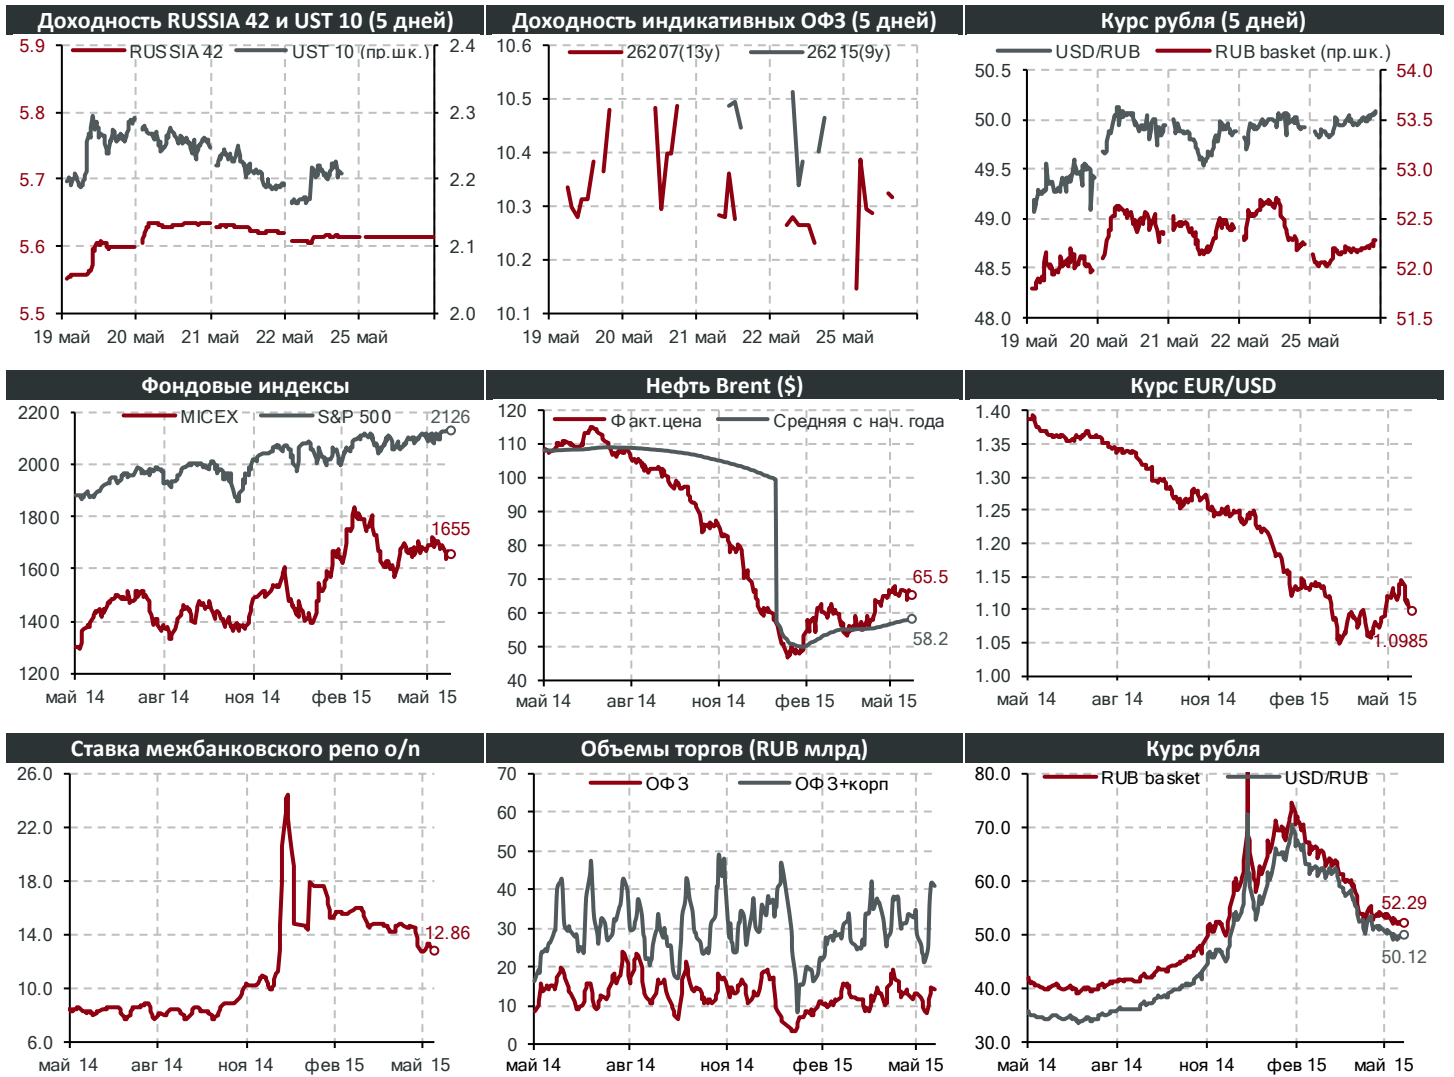 Доходность RUSSIA 42 и UST 10 (5 дней)
5.9
5.8
5.7
5.6
5.5
RUSSIA 42
UST 10 (пр.шк.)
2.4
2.3
2.2
2.1
2.0
19 май
20 май
21 май
22 май
25 май
Доходность индикативных ОФЗ (5 дней)
10.6
10.5
10.4
10.3
10.2
10.1
26207(13y)
26215(9y)
19 май
20 май
21 май
22 май
25 май
Курс рубля (5 дней)
USD/RUB
RUB basket (пр.шк.)
50.5
50.0
49.5
49.0
48.5
48.0
54.0
53.5
53.0
52.5
52.0
51.5
19 май
20 май
21 май
22 май
25 май
Фондовые индексы
2200
2000
1800
1600
1400
1200
MICEX
S&P 500
2126
1655
май 14
авг 14
ноя 14
фев 15
май 15
Нефть Brent ($)
120
110
100
90
80
70
60
50
40
Факт.цена
Средняя с нач. года
65.5
58.2
май 14
авг 14
ноя 14
фев 15
май 15
Курс EUR/USD
1.40
1.35
1.30
1.25
1.20
1.15
1.10
1.05
1.00
1.0985
май 14
авг 14
ноя 14
фев 15
май 15
Ставка межбанковского репо o/n
26.0
22.0
18.0
14.0
10.0
6.0
12.86
май 14
авг 14
ноя 14
фев 15
май 15
Объемы торгов (RUB млрд)
70
60
50
40
30
20
10
0
ОФЗ
ОФЗ+корп
май 14
авг 14
ноя 14
фев 15
май 15
Курс рубля
80.0
70.0
60.0
50.0
40.0
30.0
RUB basket
USD/RUB
52.29
50.12
май 14
авг 14
ноя 14
фев 15
май 15